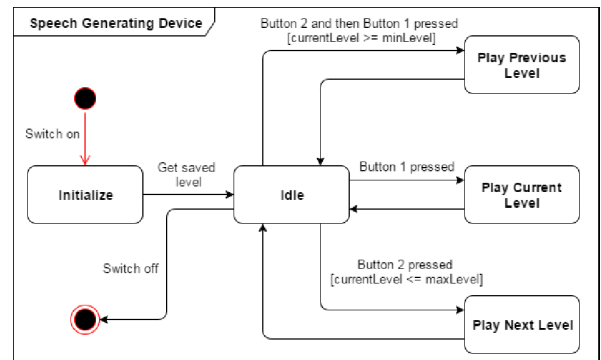 Speech Generating Device
Button 2 and then Button 1 pressed
[currentLevel >= minLevel]
Play Previous
Level
Switch on
Get saved
level
Button 1 pressed
Initialize
Idle
Play Current
Level
Switch off
Button 2 pressed
[currentLevel <= maxLevel]
Play Next Level